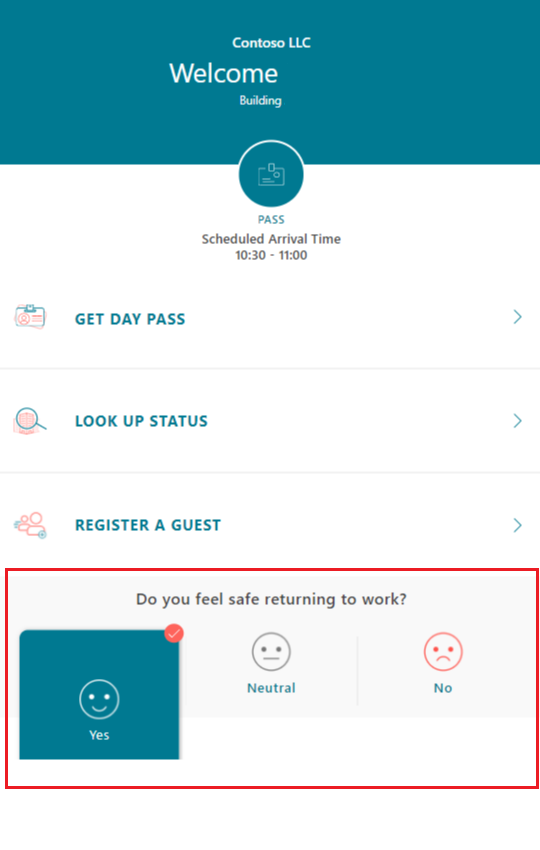 Contoso LLC
Welcome
Building
PASS
Scheduled Arrival Time
10:30 - 11:00
GET DAY PASS
LOOK UP STATUS
REGISTER A GUEST
Do you feel safe returning to work?
Yes
Neutral
No